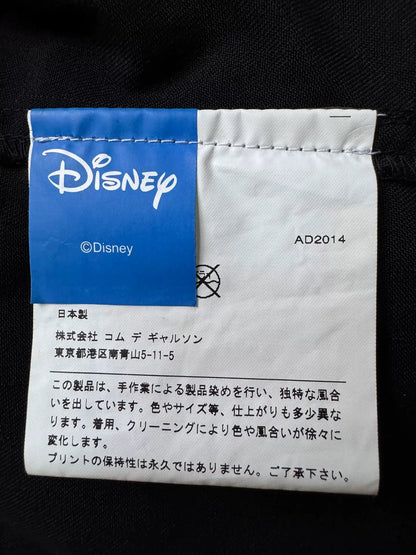 Disney
©Disney
AD2014
日本製
株式会社 コム デ ギャルソン
東京都港区南青山5-11-5
この製品は、手作業による製品染めを行い、独特な風合
いを出しています。色やサイズ等、仕上がりも多少異な
ります。着用、クリーニングにより色や風合いが徐々に
変化します。
プリントの保持性は永久ではありません。ご了承下さい。